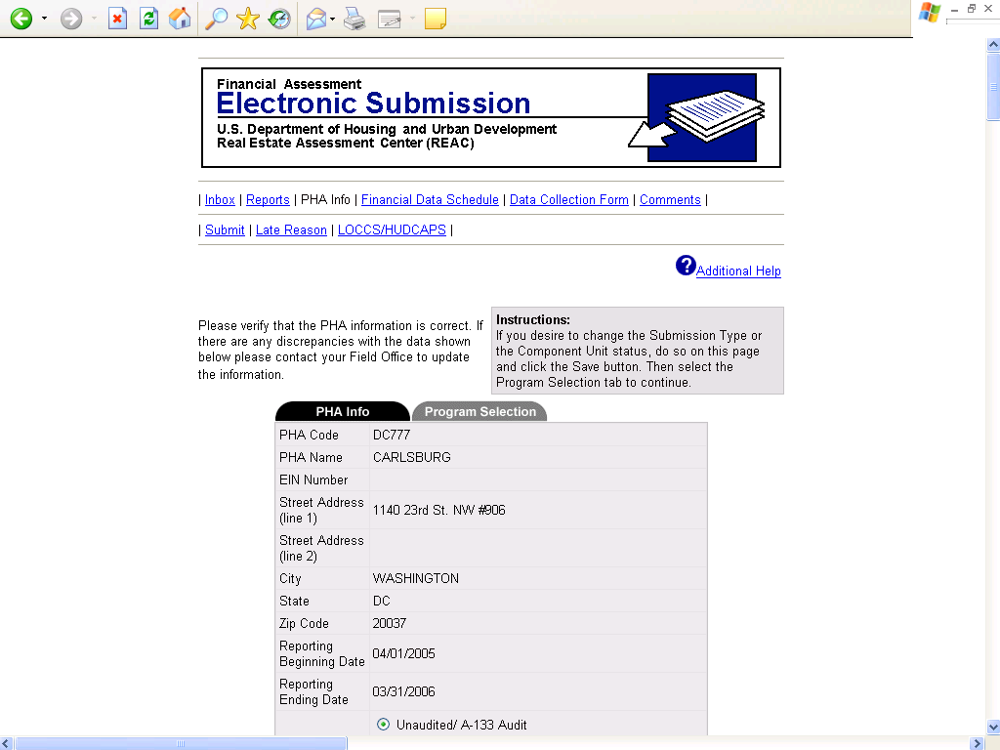 Financial Assessment
Electronic Submission
U.S. Department of Housing and Urban Development
Real Estate Assessment Center (REAC)
| Inbox | Reports | PHA Info | Financial Data Schedule | Data Collection Form | Comments |
| Submit | Late Reason | LOCCS/HUDCAPS |
? Additional Help
Please verify that the PHA information is correct. If
there are any discrepancies with the data shown
below please contact your Field Office to update
the information.
Instructions:
If you desire to change the Submission Type or
the Component Unit status, do so on this page
and click the Save button. Then select the
Program Selection tab to continue.
PHA Info Program Selection
PHA Code DC777
PHA Name CARLSBURG
EIN Number
Street Address
(line 1) 1140 23rd St. NW #906
Street Address
(line 2)
City WASHINGTON
State DC
Zip Code 20037
Reporting
Beginning Date 04/01/2005
Reporting
Ending Date 03/31/2006
Unaudited/ A-133 Audit